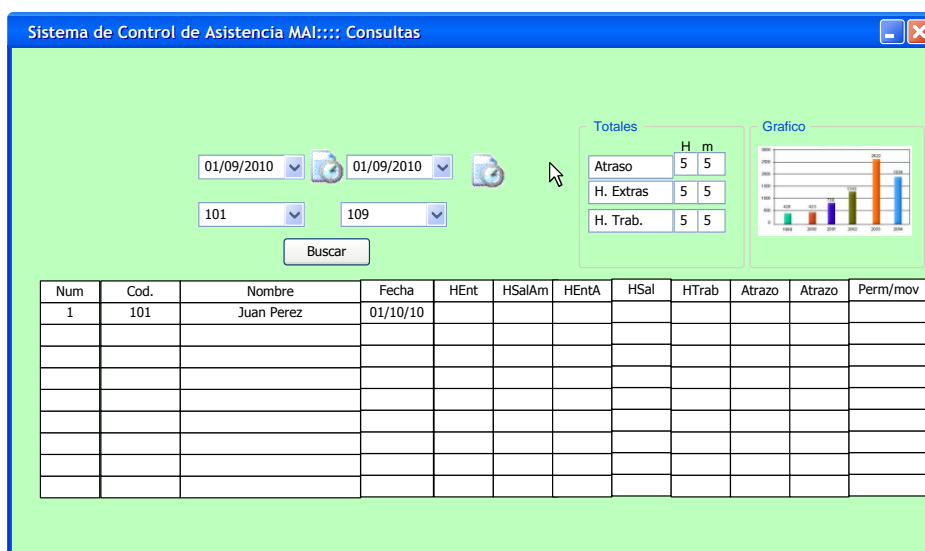 Sistema de Control de Asistencia MAI:::: Consultas
Totales
Grafico
H m
01/09/2010 01/09/2010
Atraso 5 5
H. Extras 5 5
101 109
H. Trab. 5 5
Buscar
Num Cod. Nombre Fecha HEnt HSalAm HEntA HSal HTrab Atrazo Atrazo Perm/mov
1 101 Juan Perez 01/10/10